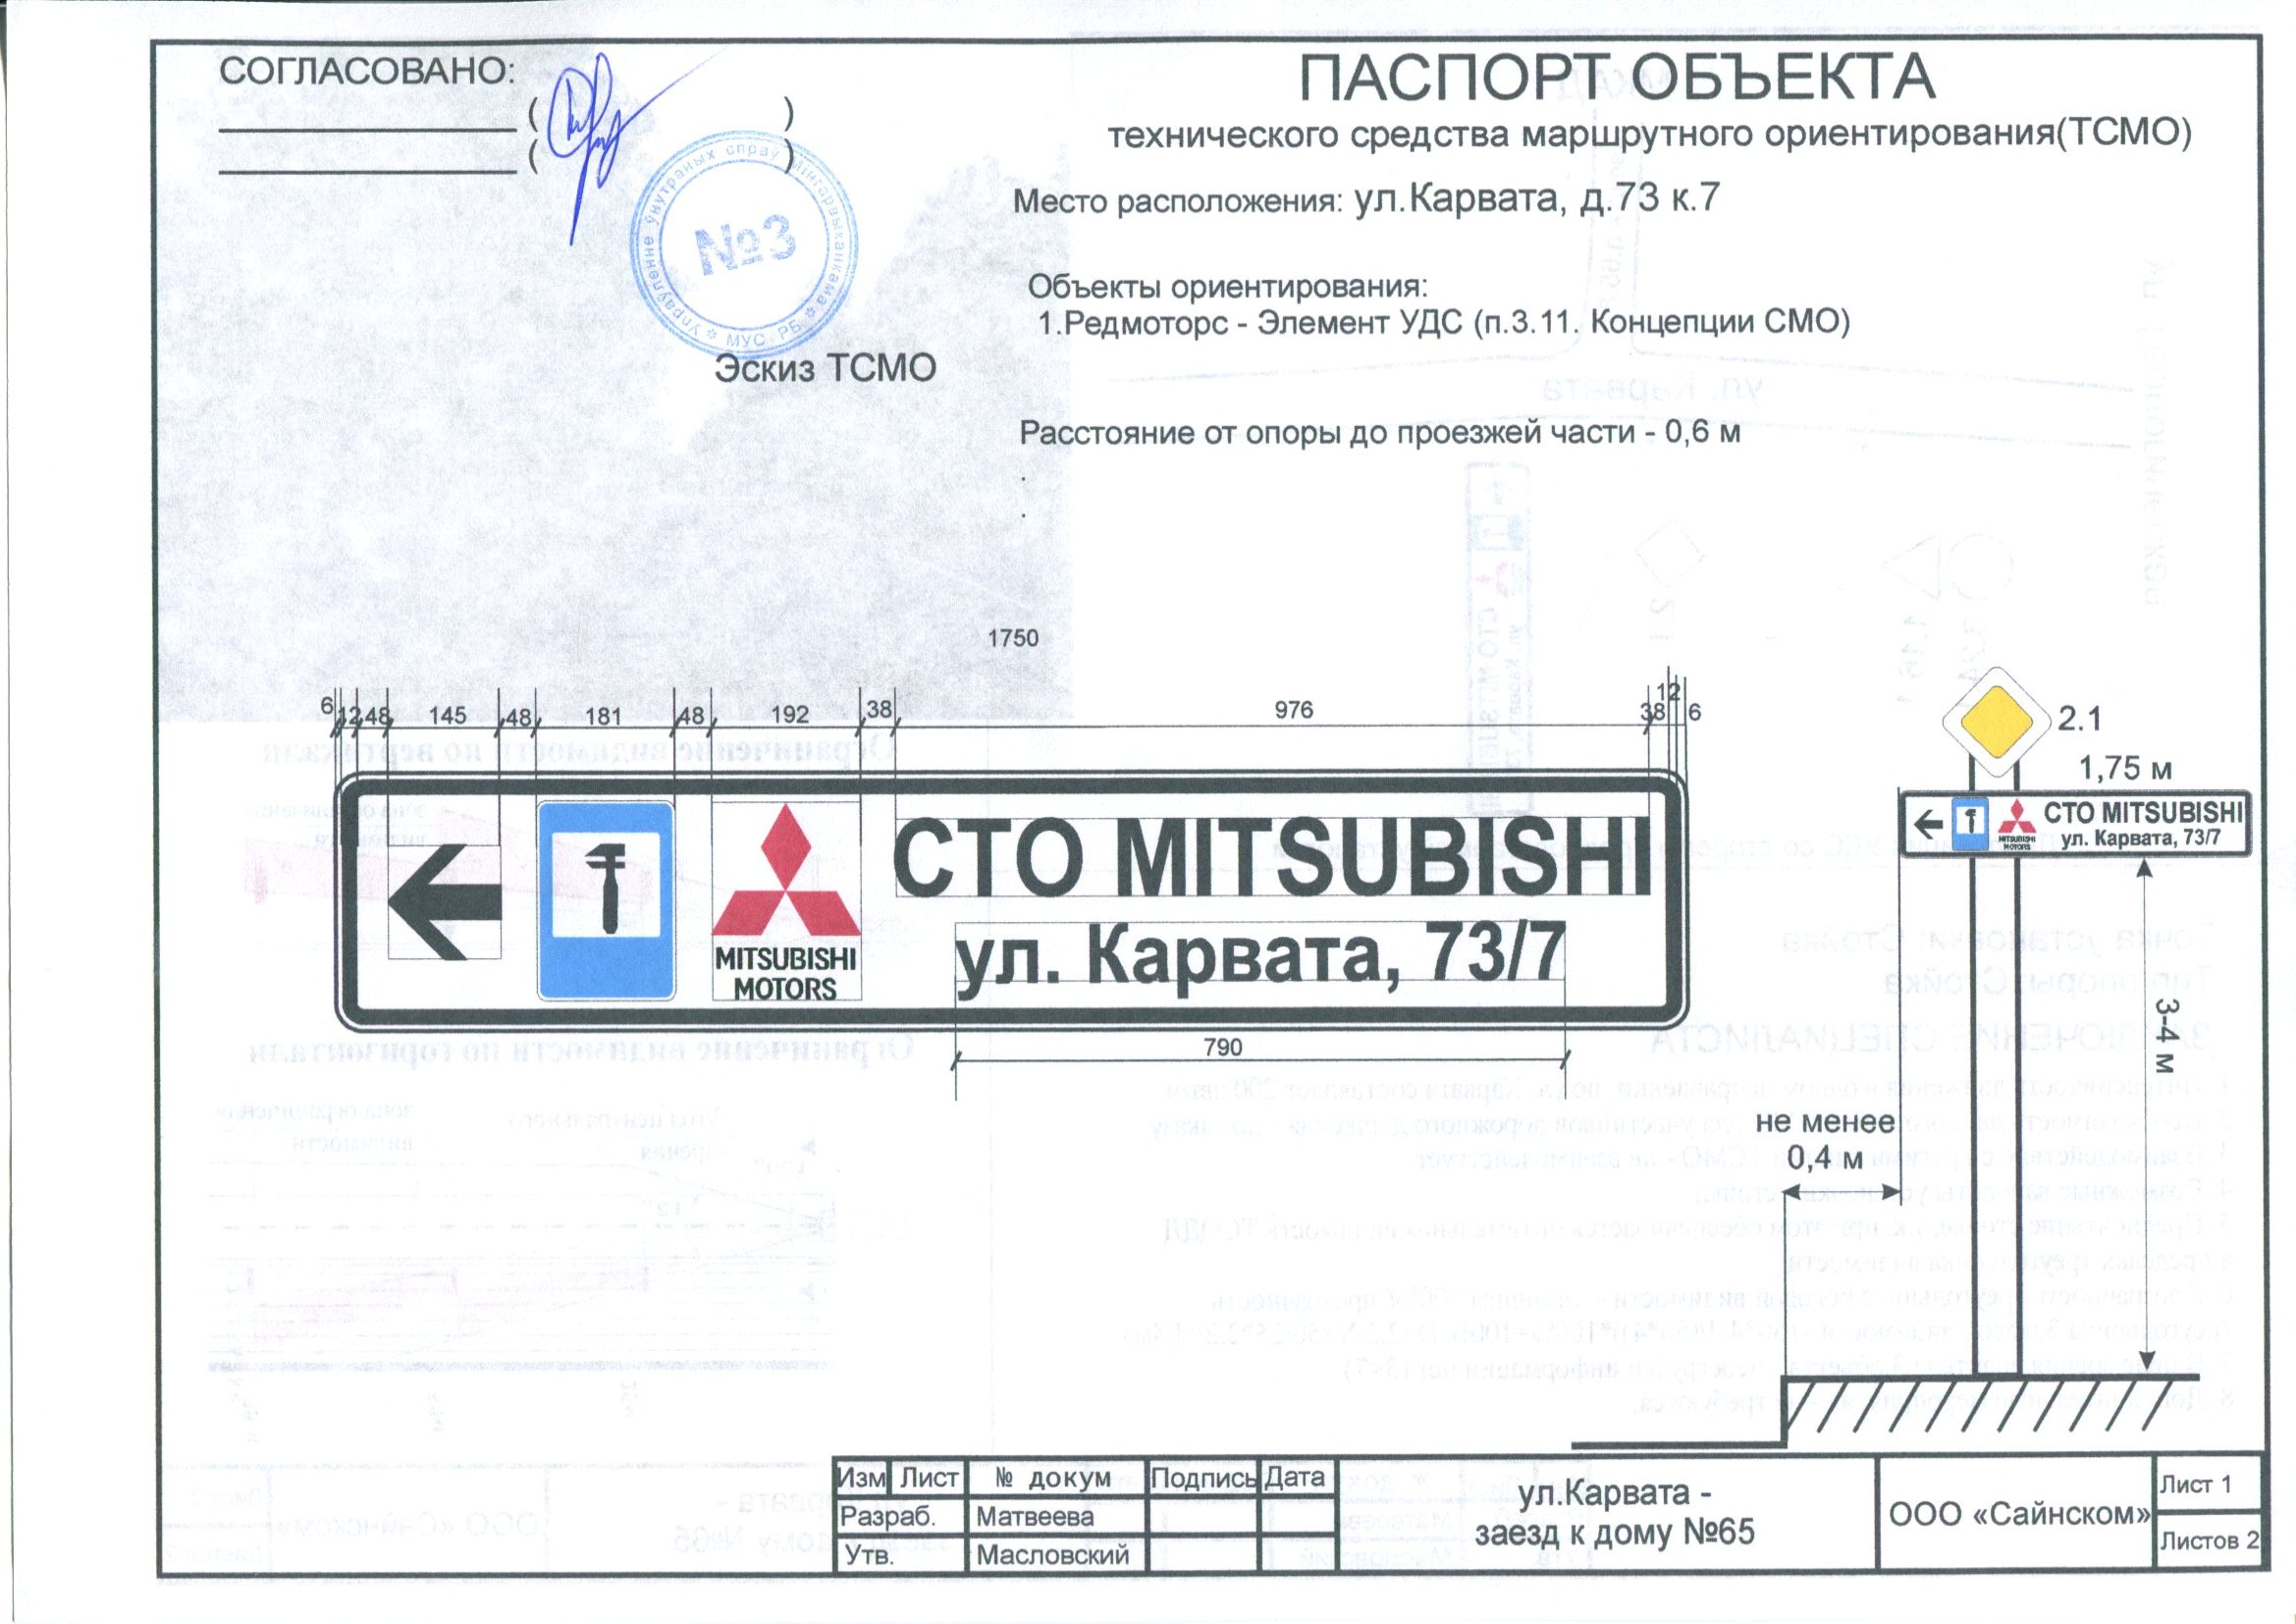 СОГЛАСОВАНО:
( )
( )
Упраўленне ўнутраных спраў Мінгарвыканкама
МУС РБ
№3
ПАСПОРТ ОБЪЕКТА
технического средства маршрутного ориентирования(ТСМО)
Место расположения: ул.Карвата, д.73 к.7
Объекты ориентирования:
1.Редмоторс - Элемент УДС (п.3.11. Концепции СМО)
Эскиз ТСМО
Расстояние от опоры до проезжей части - 0,6 м
.
.
1750
6 12 48 145 48 181 48 192 38 976 38 12 6
СТО MITSUBISHI
ул. Карвата, 73/7
MITSUBISHI
MOTORS
790
2.1
1,75 м
СТО MITSUBISHI
ул. Карвата, 73/7
MITSUBISHI
MOTORS
3-4 м
не менее
0,4 м
Изм Лист № докум Подпись Дата
Разраб. Матвеева
Утв. Масловский
ул.Карвата -
заезд к дому №65
ООО «Сайнском»
Лист 1
Листов 2